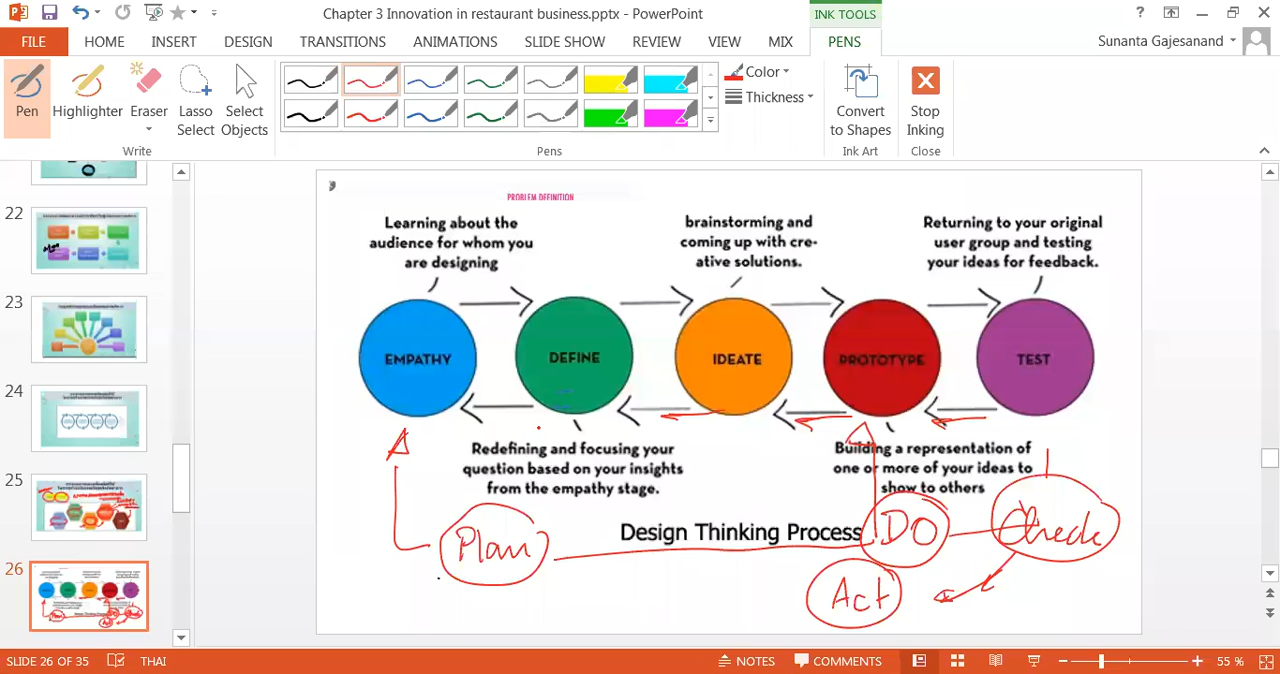 Chapter 3 Innovation in restaurant business.pptx - PowerPoint
INK TOOLS
FILE HOME INSERT DESIGN TRANSITIONS ANIMATIONS SLIDE SHOW REVIEW VIEW MIX PENS
Sunanta Gajesanand
Pen
Highlighter
Eraser
Lasso
Select
Select
Objects
Write
Pens
Color
Thickness
Convert
to Shapes
Ink Art
Stop
Inking
Close
22
23
24
25
26
PROBLEM DEFINITION
Learning about the
audience for whom you
are designing
brainstorming and
coming up with cre-
ative solutions.
Returning to your original
user group and testing
your ideas for feedback.
EMPATHY
DEFINE
IDEATE
PROTOTYPE
TEST
Redefining and focusing your
question based on your insights
from the empathy stage.
Building a representation of
one or more of your ideas to
show to others
Design Thinking Process
Plan
DO
Check
Act
SLIDE 26 OF 35
THAI
NOTES
COMMENTS
55 %